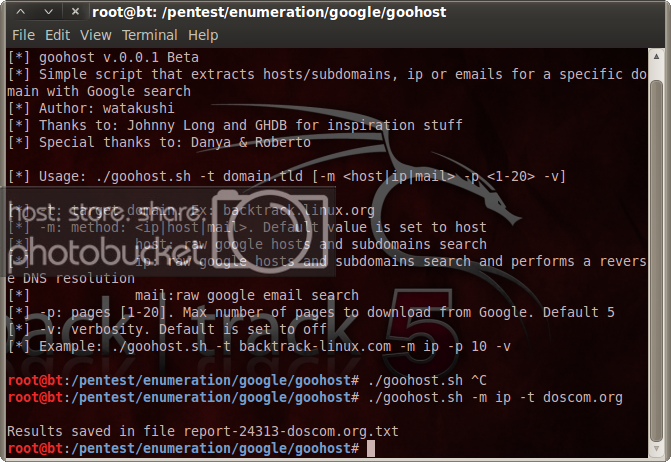 root@bt: /pentest/enumeration/google/goohost
File Edit View Terminal Help
[*] goohost v.0.0.1 Beta
[*] Simple script that extracts hosts/subdomains, ip or emails for a specific do
main with Google search
[*] Author: watakushi
[*] Thanks to: Johnny Long and GHDB for inspiration stuff
[*] Special thanks to: Danya & Roberto
[*] Usage: ./goohost.sh -t domain.tld [-m <host|ip|mail> -p <1-20> -v]
[*] -t: target domain. Ex: backtrack.linux.org
[*] -m: method: <ip|host|mail>. Default value is set to host
[*] host: raw google hosts and subdomains search
[*] ip: raw google hosts and subdomains search and performs a revers
e DNS resolution
[*] mail:raw google email search
[*] -p: pages [1-20]. Max number of pages to download from Google. Default 5
[*] -v: verbosity. Default is set to off
[*] Example: ./goohost.sh -t backtrack-linux.com -m ip -p 10 -v
root@bt:/pentest/enumeration/google/goohost# ./goohost.sh ^C
root@bt:/pentest/enumeration/google/goohost# ./goohost.sh -m ip -t doscom.org
Results saved in file report-24313-doscom.org.txt
root@bt:/pentest/enumeration/google/goohost#
host. store. share.
photobucket
back|track 5